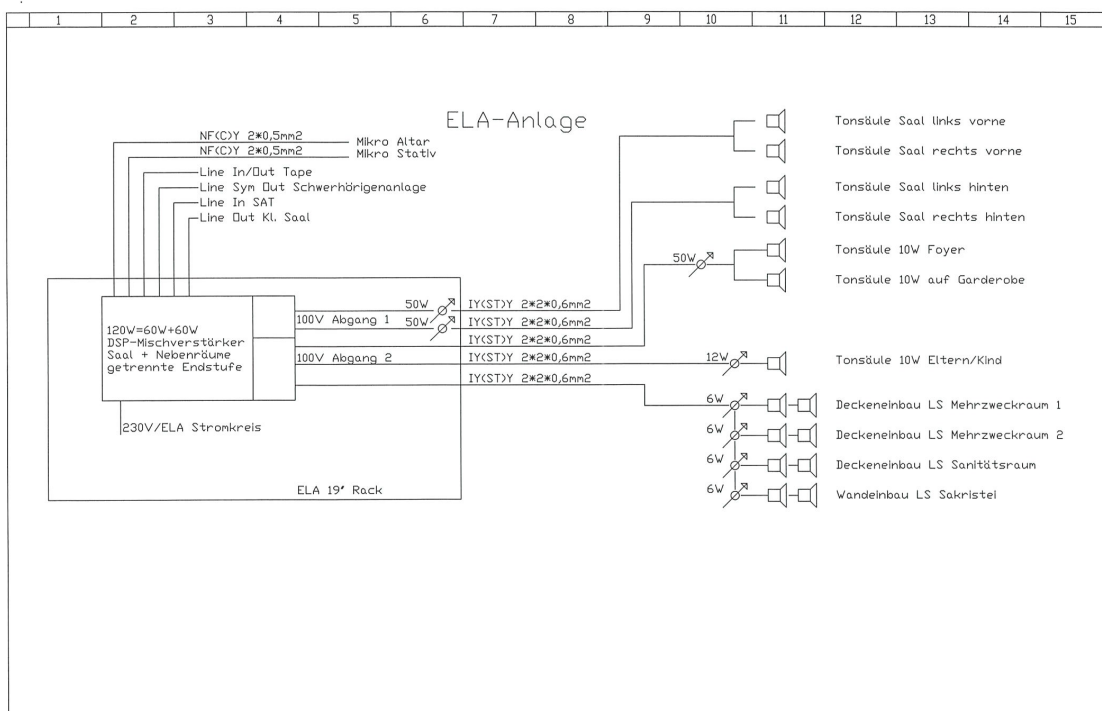 1 2 3 4 5 6 7 8 9 10 11 12 13 14 15
ELA-Anlage
NF(C)Y 2*0,5mm2
Mikro Altar
NF(C)Y 2*0,5mm2
Mikro Stativ
Line In/Out Tape
Line Sym Out Schwerhörigenanlage
Line In SAT
Line Out Kl. Saal
Tonsäule Saal links vorne
Tonsäule Saal rechts vorne
Tonsäule Saal links hinten
Tonsäule Saal rechts hinten
50W
Tonsäule 10W Foyer
Tonsäule 10W auf Garderobe
120W=60W+60W
DSP-Mischverstärker
Saal + Nebenräume
getrennte Endstufe
50W
IY(ST)Y 2*2*0,6mm2
100V Abgang 1
50W
IY(ST)Y 2*2*0,6mm2
IY(ST)Y 2*2*0,6mm2
100V Abgang 2
IY(ST)Y 2*2*0,6mm2
12W
Tonsäule 10W Eltern/Kind
IY(ST)Y 2*2*0,6mm2
6W
Deckeneinbau LS Mehrzweckraum 1
6W
Deckeneinbau LS Mehrzweckraum 2
6W
Deckeneinbau LS Sanitätsraum
6W
Wandeinbau LS Sakristei
230V/ELA Stromkreis
ELA 19" Rack